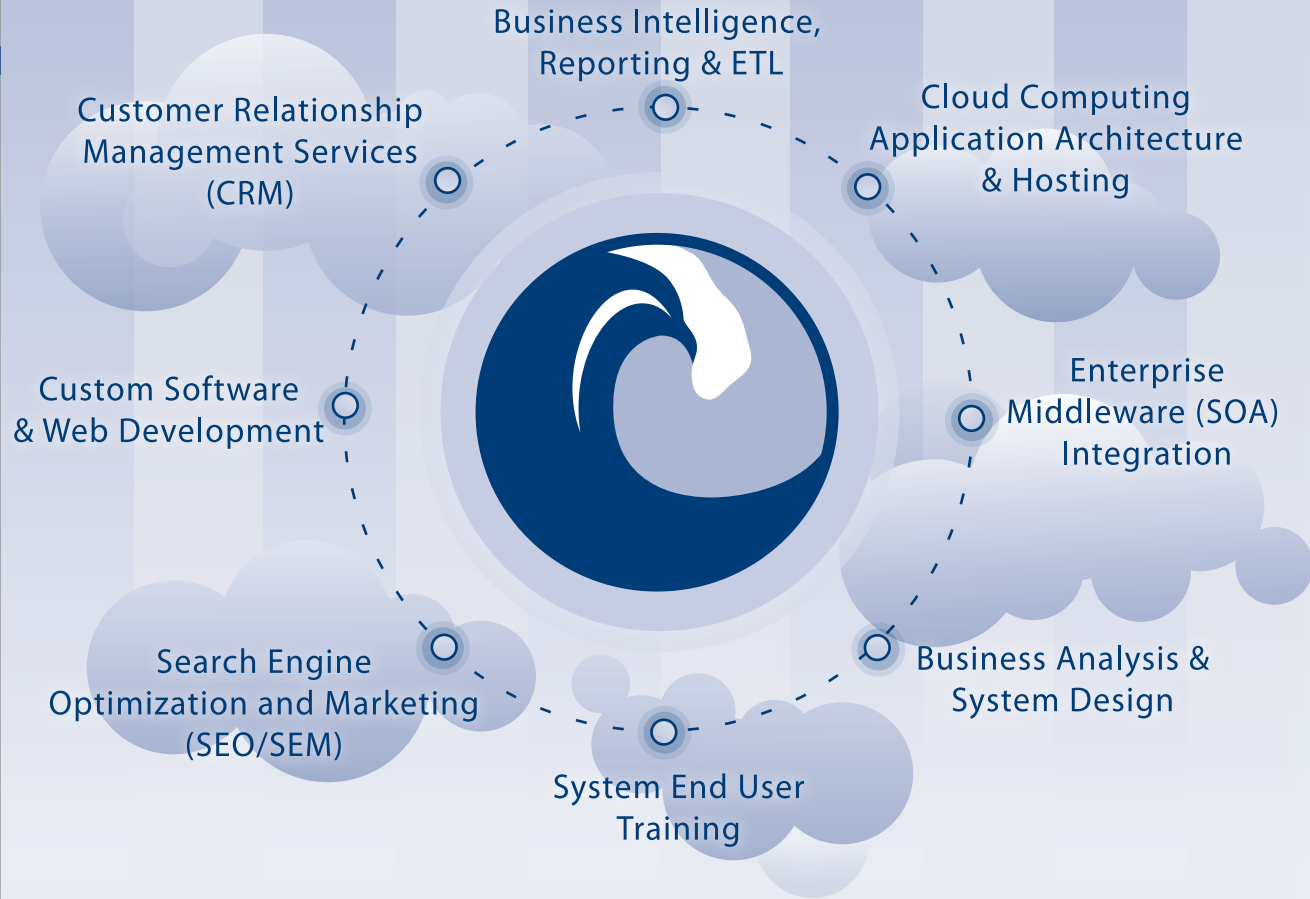 Business Intelligence,
Reporting & ETL
Cloud Computing
Application Architecture
& Hosting
Enterprise
Middleware (SOA)
Integration
Business Analysis &
System Design
System End User
Training
Search Engine
Optimization and Marketing
(SEO/SEM)
Custom Software
& Web Development
Customer Relationship
Management Services
(CRM)